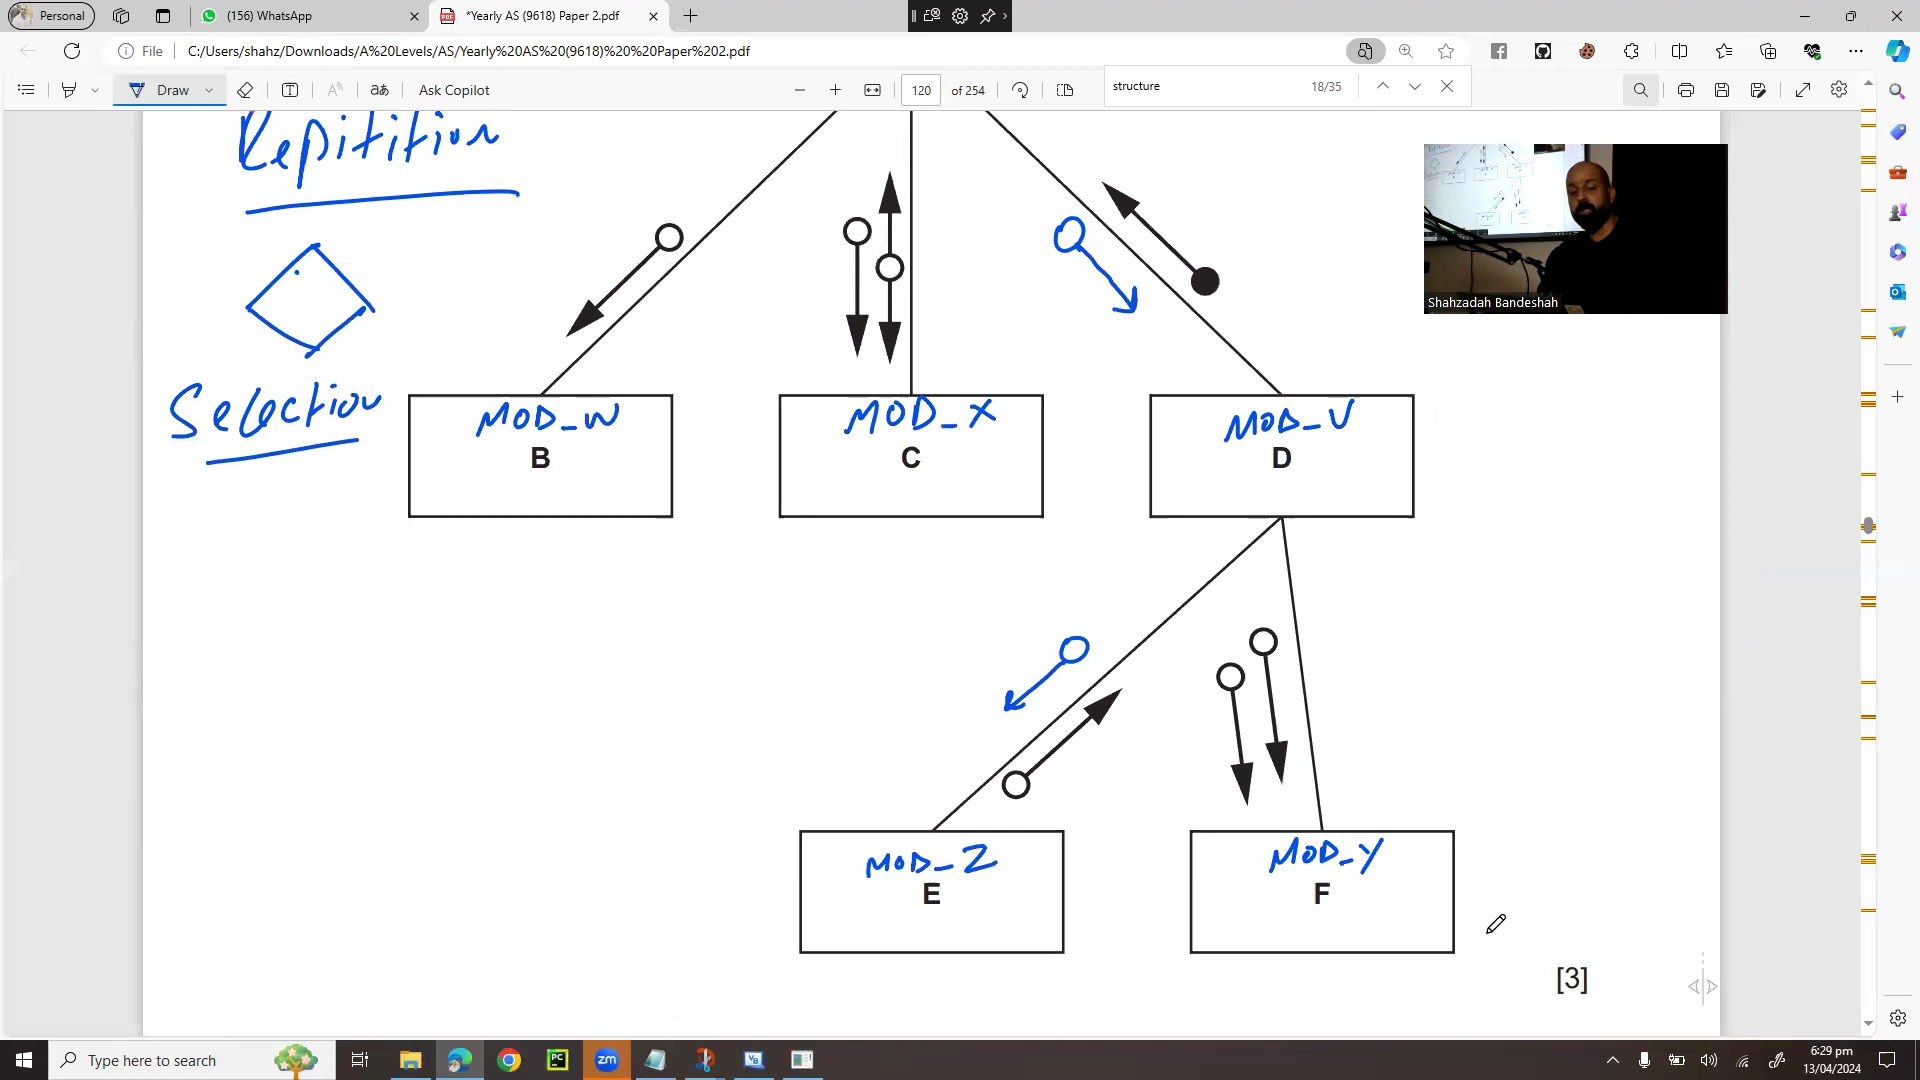 Personal
(156) WhatsApp
*Yearly AS (9618) Paper 2.pdf
File
C:/Users/shahz/Downloads/A%20Levels/AS/Yearly%20AS%20(9618)%20%20Paper%202.pdf
Draw
Ask Copilot
120 of 254
structure
18/35
Repitition
Shahzadah Bandeshah
Selection
MOD_W
B
MOD_X
C
MOD_V
D
MOD_Z
E
MOD_Y
F
[3]
Type here to search
6:29 pm
13/04/2024